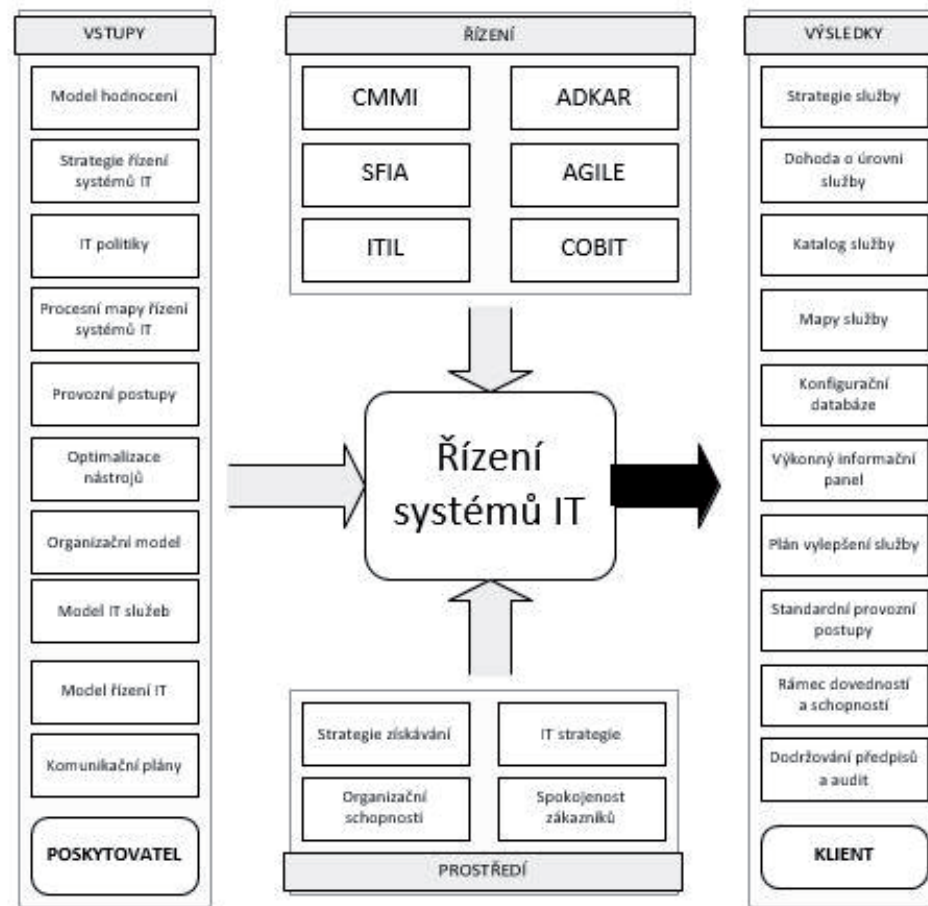 VSTUPY
Model hodnocení
Strategie řízení
systémů IT
IT politiky
Procesní mapy řízení
systémů IT
Provozní postupy
Optimalizace
nástrojů
Organizační model
Model IT služeb
Model řízení IT
Komunikační plány
POSKYTOVATEL
ŘÍZENÍ
CMMI
ADKAR
SFIA
AGILE
ITIL
COBIT
Řízení
systémů IT
Strategie získávání
IT strategie
Organizační
schopnosti
Spokojenost
zákazníků
PROSTŘEDÍ
VÝSLEDKY
Strategie služby
Dohoda o úrovni
služby
Katalog služby
Mapy služby
Konfigurační
databáze
Výkonný informační
panel
Plán vylepšení služby
Standardní provozní
postupy
Rámec dovedností
a schopností
Dodržování předpisů
a audit
KLIENT